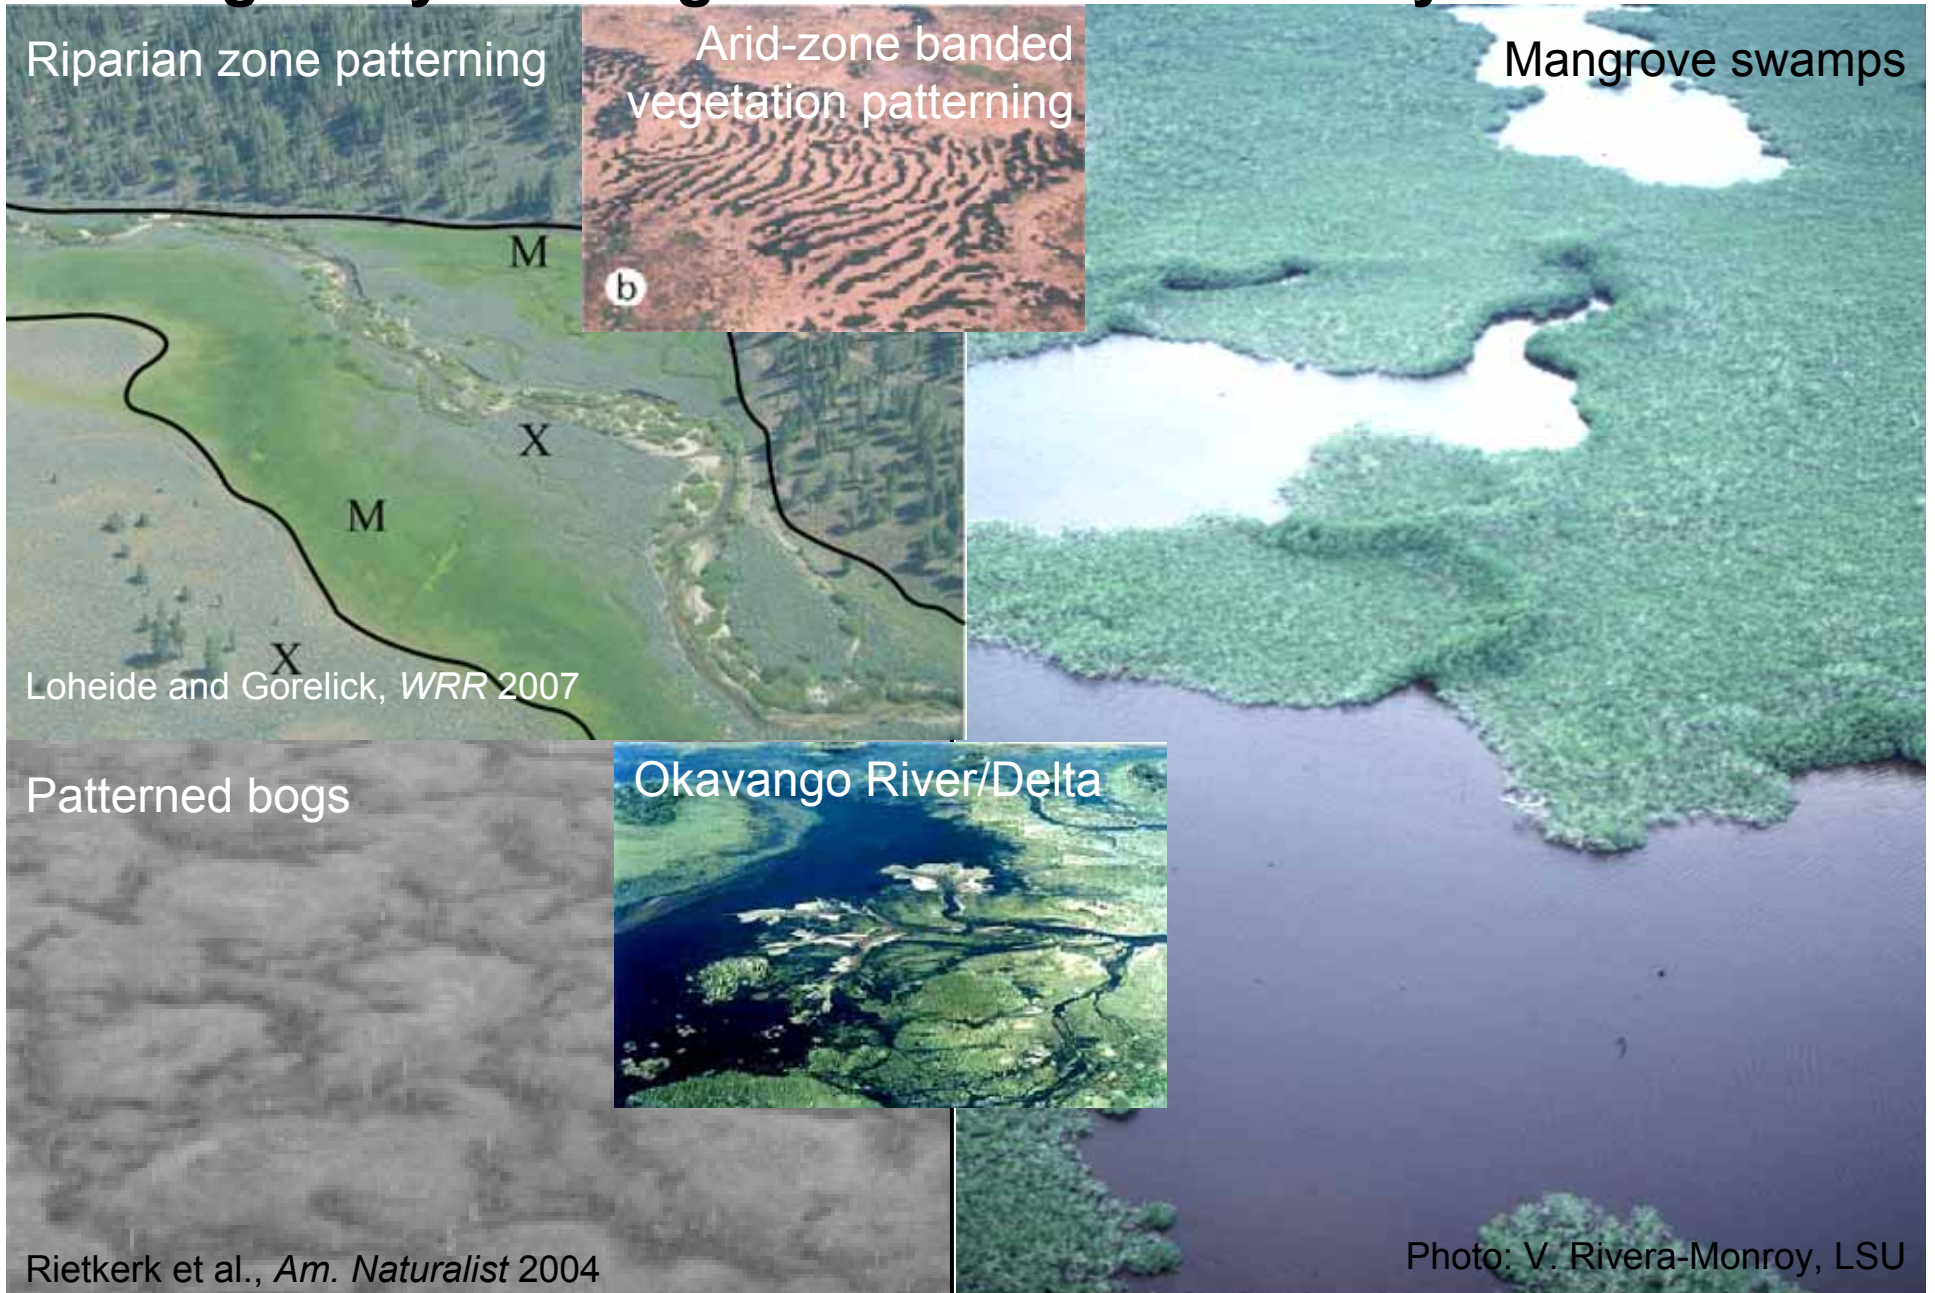 Riparian zone patterning
Arid-zone banded
vegetation patterning
Mangrove swamps
M
b
X
M
X
Loheide and Gorelick, WRR 2007
Patterned bogs
Okavango River/Delta
Rietkerk et al., Am. Naturalist 2004
Photo: V. Rivera-Monroy, LSU